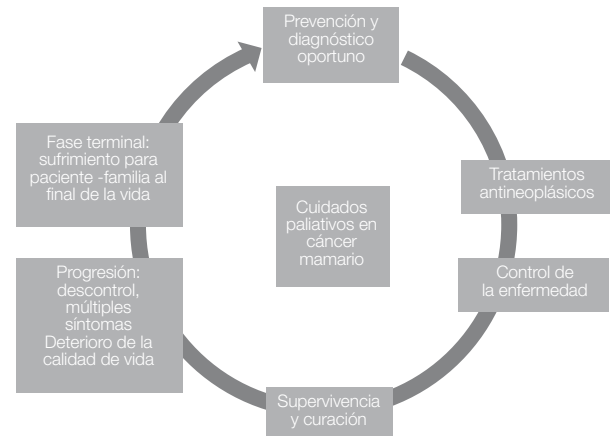 Prevención y
diagnóstico
oportuno
Fase terminal:
sufrimiento para
paciente -familia al
final de la vida
Tratamientos
antineoplásicos
Cuidados
paliativos en
cáncer
mamario
Progresión:
descontrol,
múltiples
síntomas
Deterioro de la
calidad de vida
Control de
la enfermedad
Supervivencia
y curación